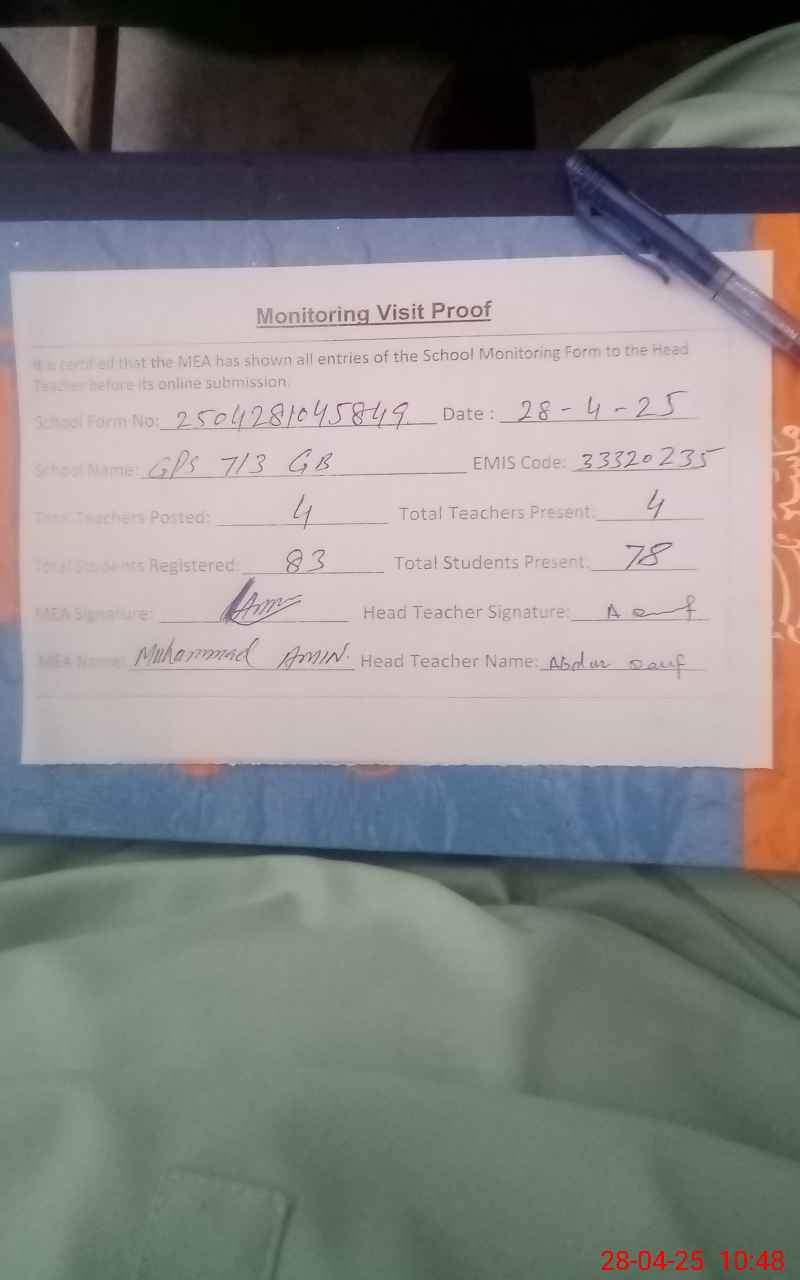 Monitoring Visit Proof
It is certified that the MEA has shown all entries of the School Monitoring Form to the Head
Teacher before its online submission.
School Form No: 2504281045849 Date : 28-4-25
School Name: GPS 713 GB EMIS Code: 33320235
Total Teachers Posted: 4 Total Teachers Present: 4
Total Students Registered: 83 Total Students Present: 78
MEA Signature: Amin Head Teacher Signature: A
MEA Name: Muhammad AMIN. Head Teacher Name: Abdur Rauf
28-04-25 10:48